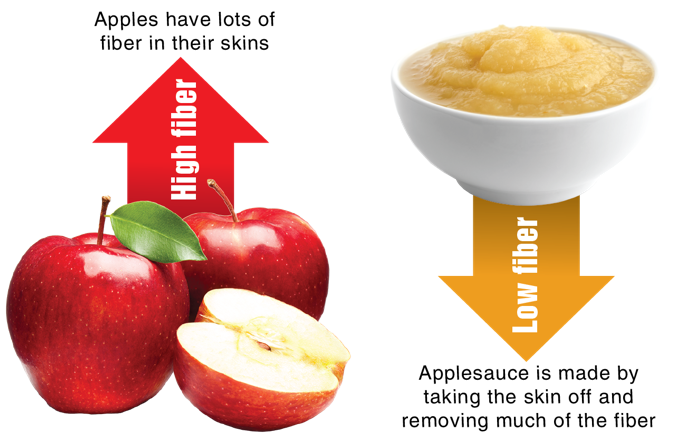 Apples have lots of
fiber in their skins
High fiber
Low fiber
Applesauce is made by
taking the skin off and
removing much of the fiber